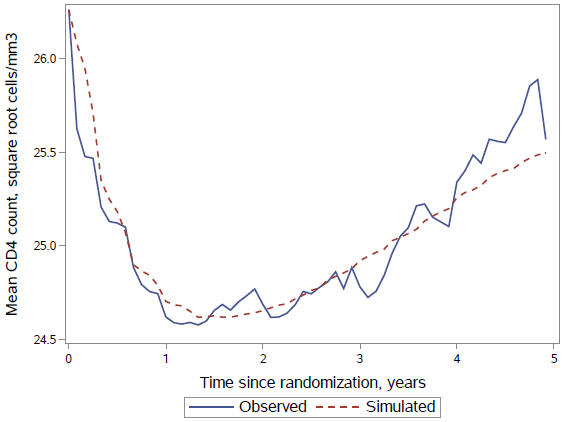 Mean CD4 count, square root cells/mm3
26.0
25.5
25.0
24.5
0 1 2 3 4 5
Time since randomization, years
Observed Simulated